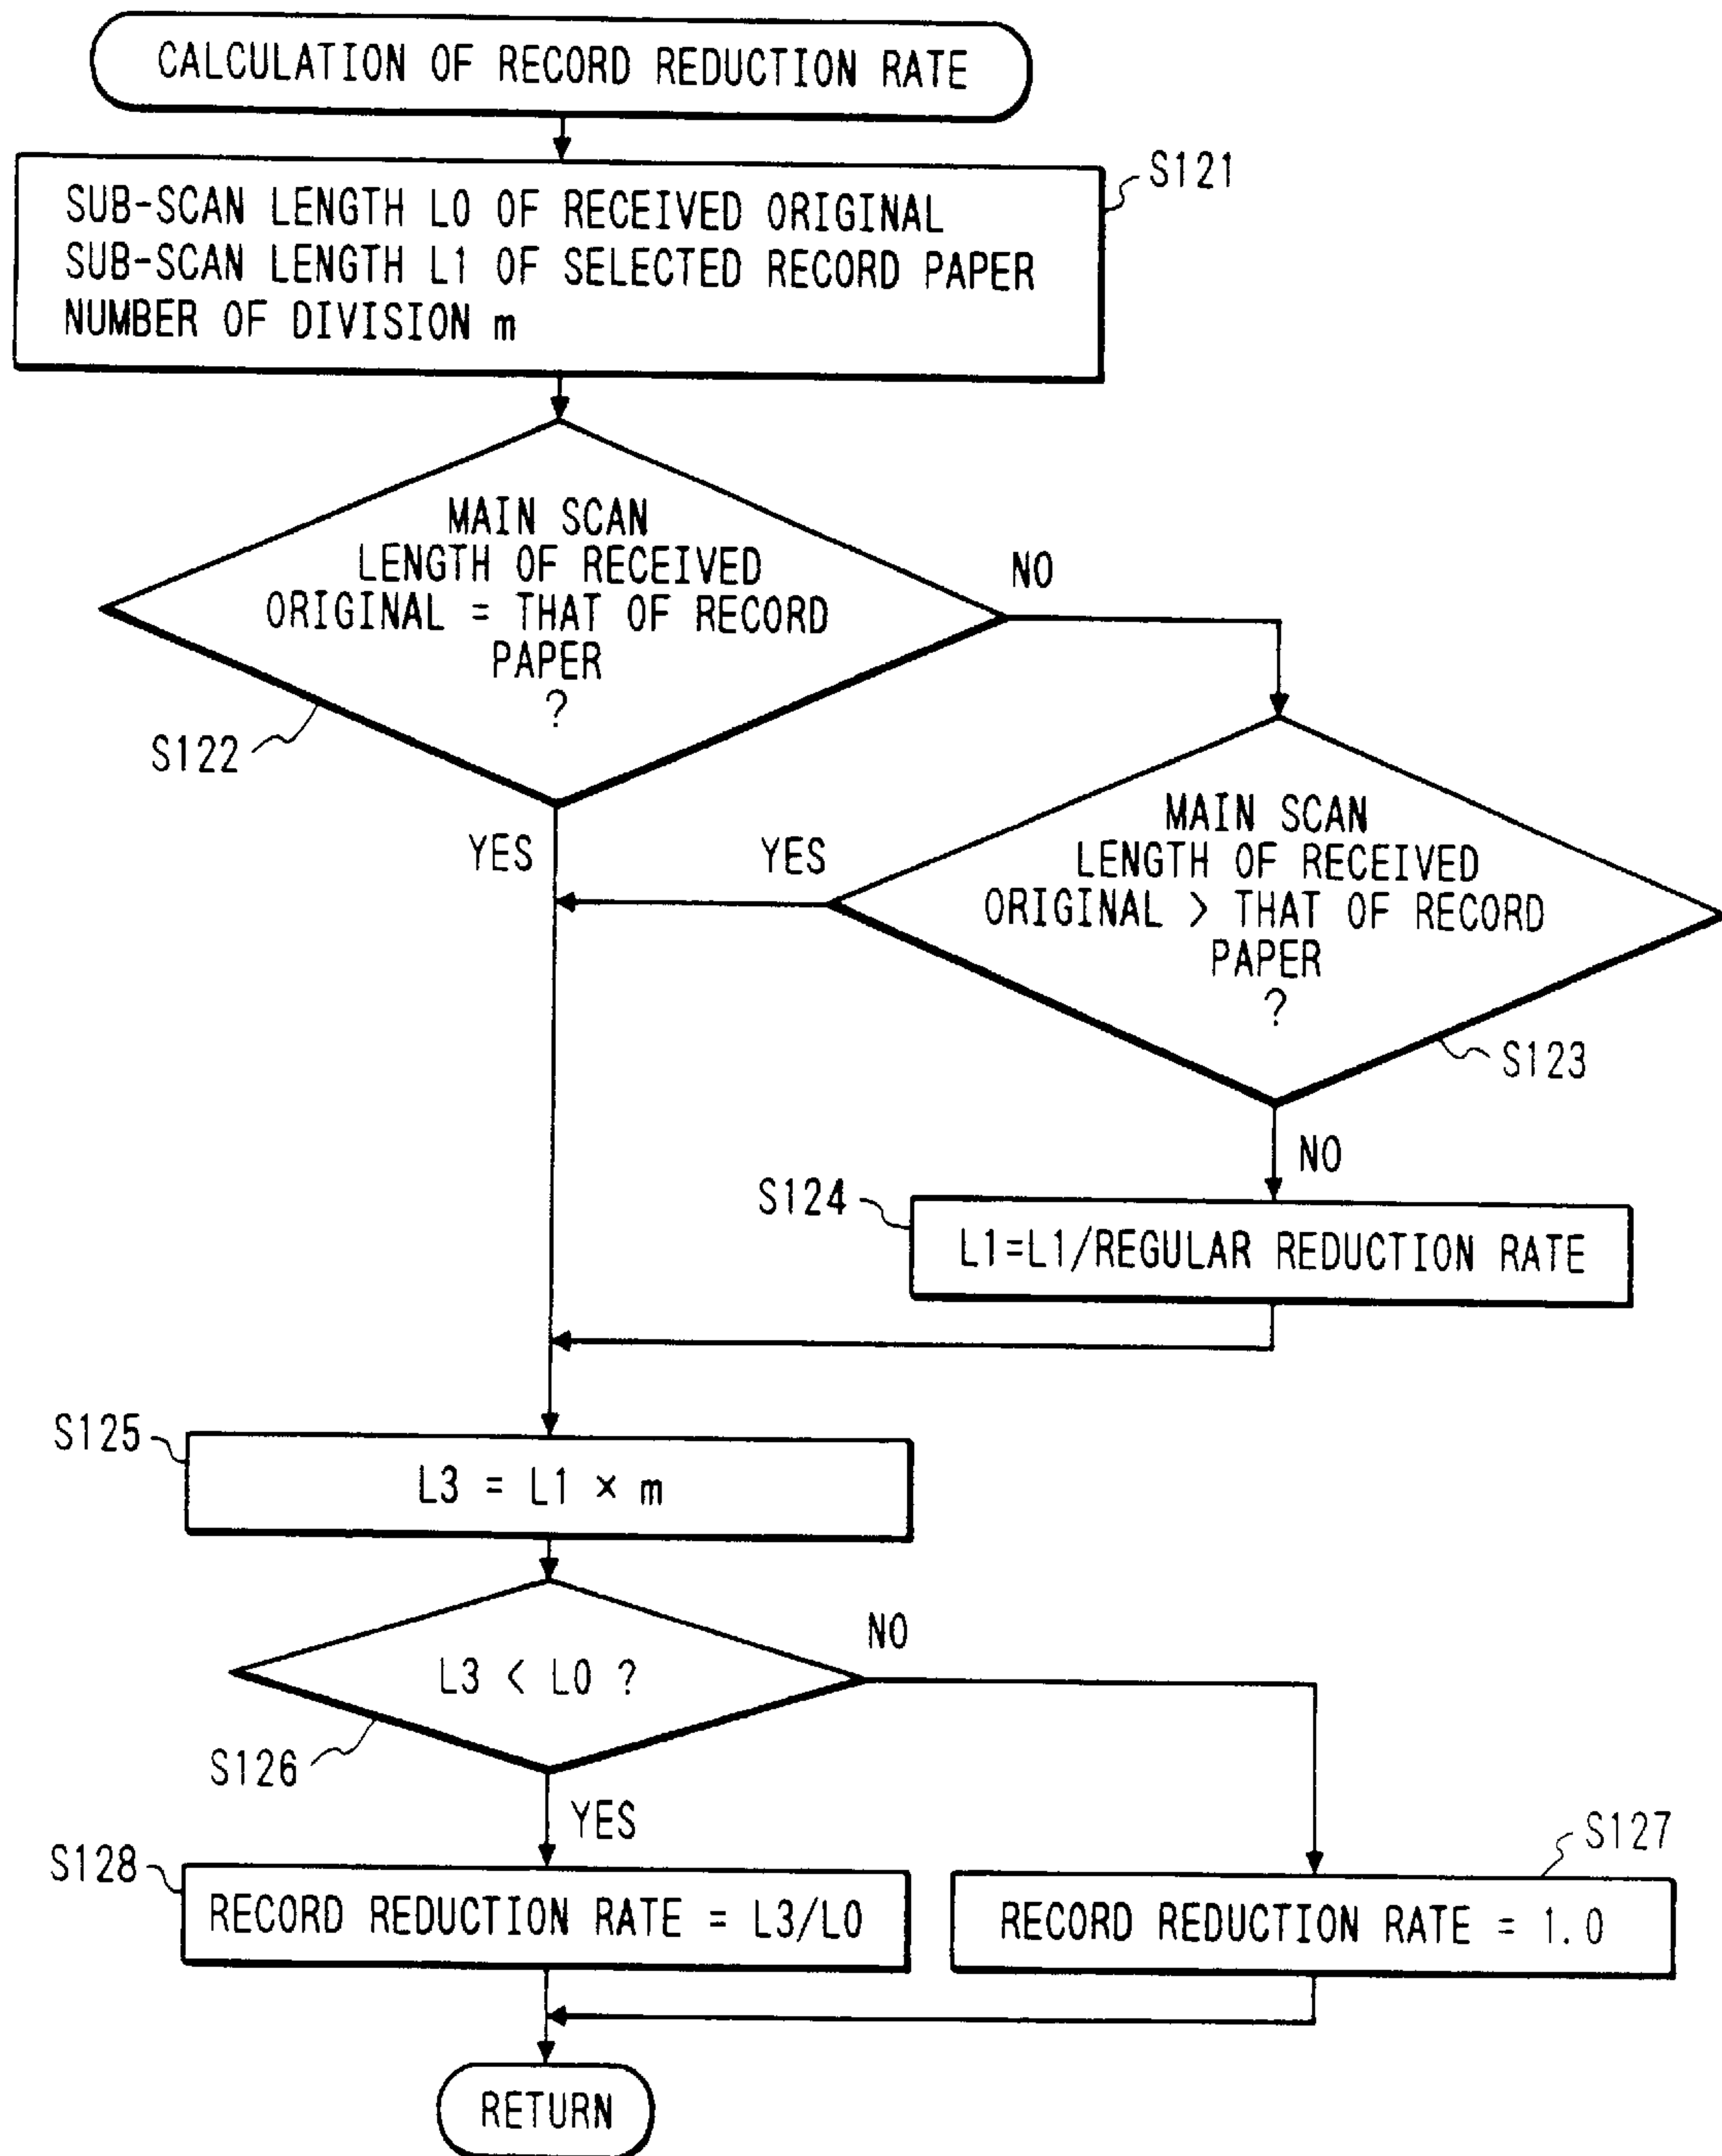 CALCULATION OF RECORD REDUCTION RATE
S121
SUB-SCAN LENGTH L0 OF RECEIVED ORIGINAL
SUB-SCAN LENGTH L1 OF SELECTED RECORD PAPER
NUMBER OF DIVISION m
MAIN SCAN
LENGTH OF RECEIVED
ORIGINAL = THAT OF RECORD
PAPER
?
NO
S122
YES
YES
MAIN SCAN
LENGTH OF RECEIVED
ORIGINAL > THAT OF RECORD
PAPER
?
S123
NO
S124
L1=L1/REGULAR REDUCTION RATE
S125
L3 = L1 × m
L3 < L0 ?
NO
S126
YES
S127
S128
RECORD REDUCTION RATE = L3/L0
RECORD REDUCTION RATE = 1.0
RETURN